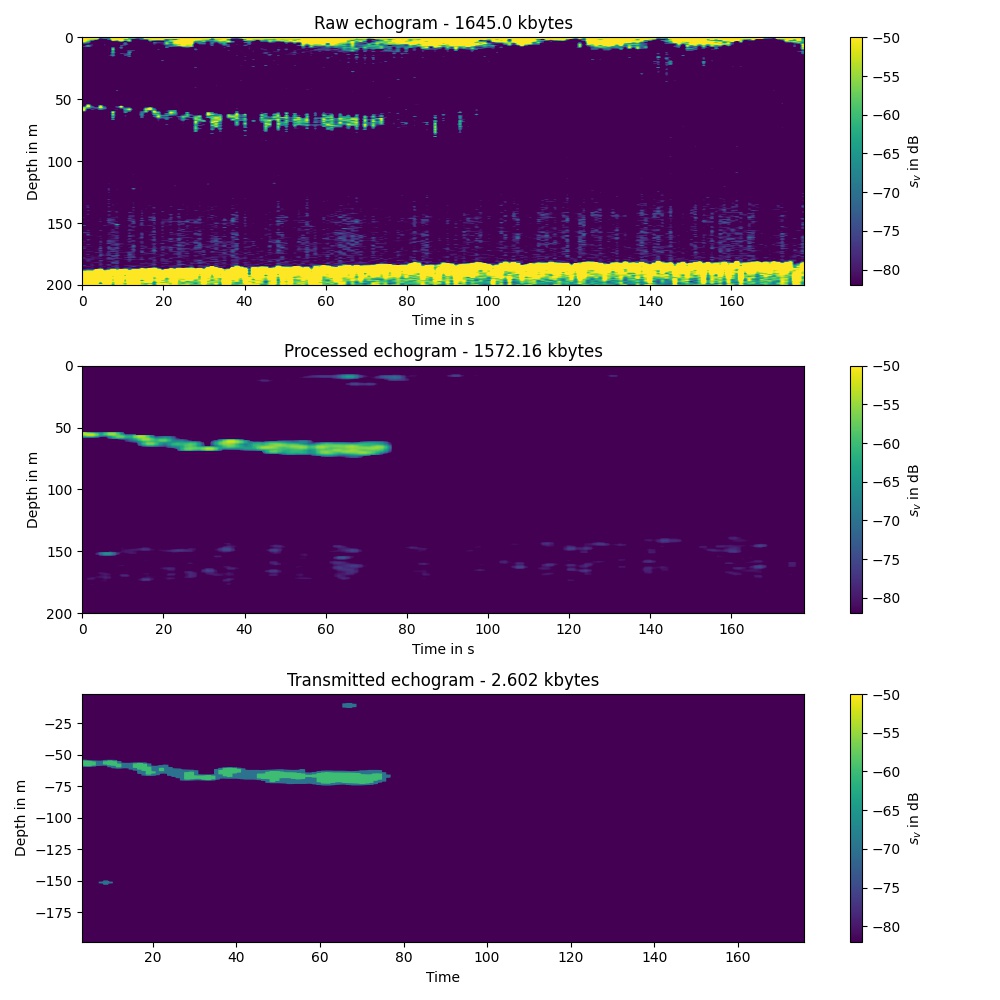 Raw echogram - 1645.0 kbytes
0
50
100
150
200
Depth in m
0 20 40 60 80 100 120 140 160
Time in s
−50
−55
−60
−65
−70
−75
−80
sv in dB
Processed echogram - 1572.16 kbytes
0
50
100
150
200
Depth in m
0 20 40 60 80 100 120 140 160
Time in s
−50
−55
−60
−65
−70
−75
−80
sv in dB
Transmitted echogram - 2.602 kbytes
−25
−50
−75
−100
−125
−150
−175
Depth in m
20 40 60 80 100 120 140 160
Time
−50
−55
−60
−65
−70
−75
−80
sv in dB